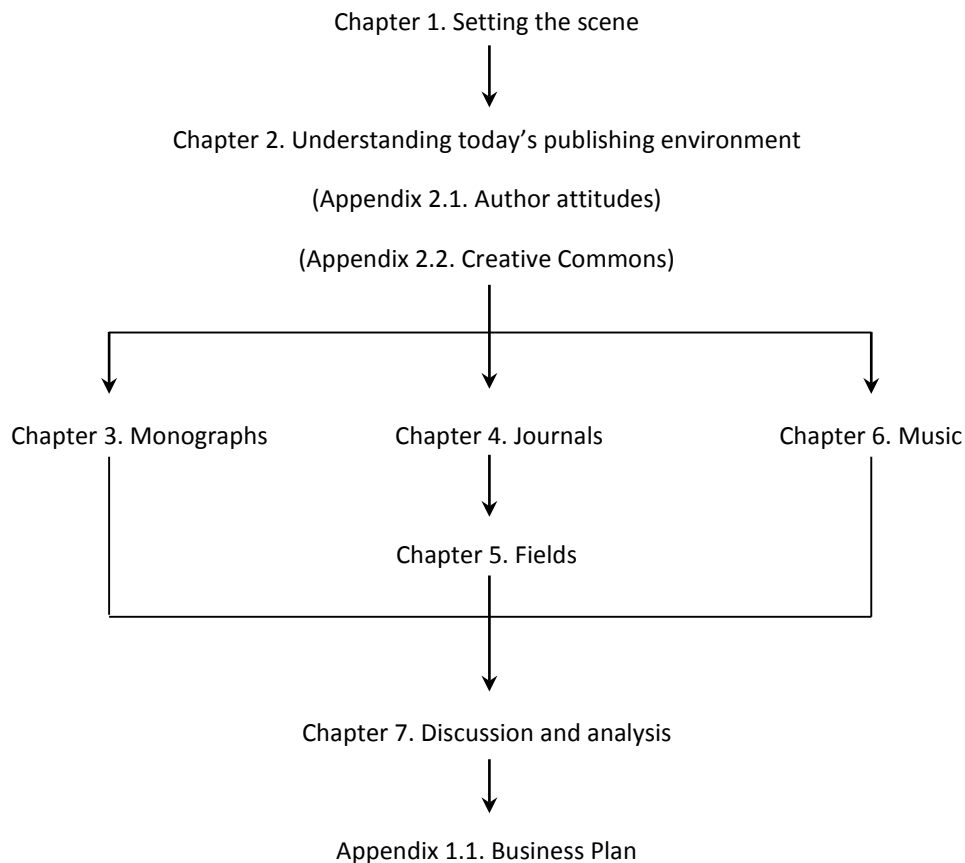 Chapter 1. Setting the scene
Chapter 2. Understanding today’s publishing environment
(Appendix 2.1. Author attitudes)
(Appendix 2.2. Creative Commons)
Chapter 3. Monographs
Chapter 4. Journals
Chapter 6. Music
Chapter 5. Fields
Chapter 7. Discussion and analysis
Appendix 1.1. Business Plan